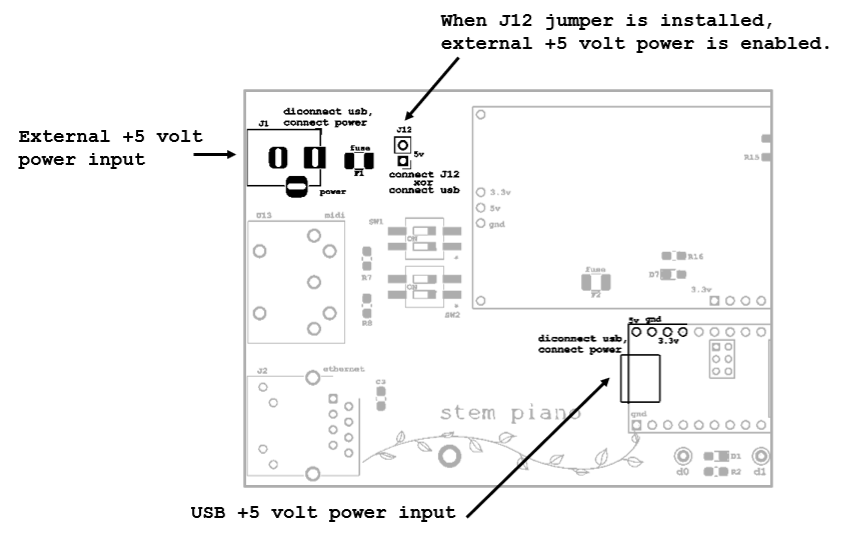 When J12 jumper is installed,
external +5 volt power is enabled.
diconnect usb,
connect power
J1
J12
External +5 volt
power input
fuse
5v
F1
connect J12
xor
connect usb
power
R15
3.3v
5v
gnd
U13
midi
SW1
ON
R7
R16
fuse
D7
ON
3.3v
F2
R8
SW2
5v
gnd
diconnect usb,
connect power
3.3v
J2
ethernet
C3
stem piano
gnd
D1
R2
d0
d1
USB +5 volt power input